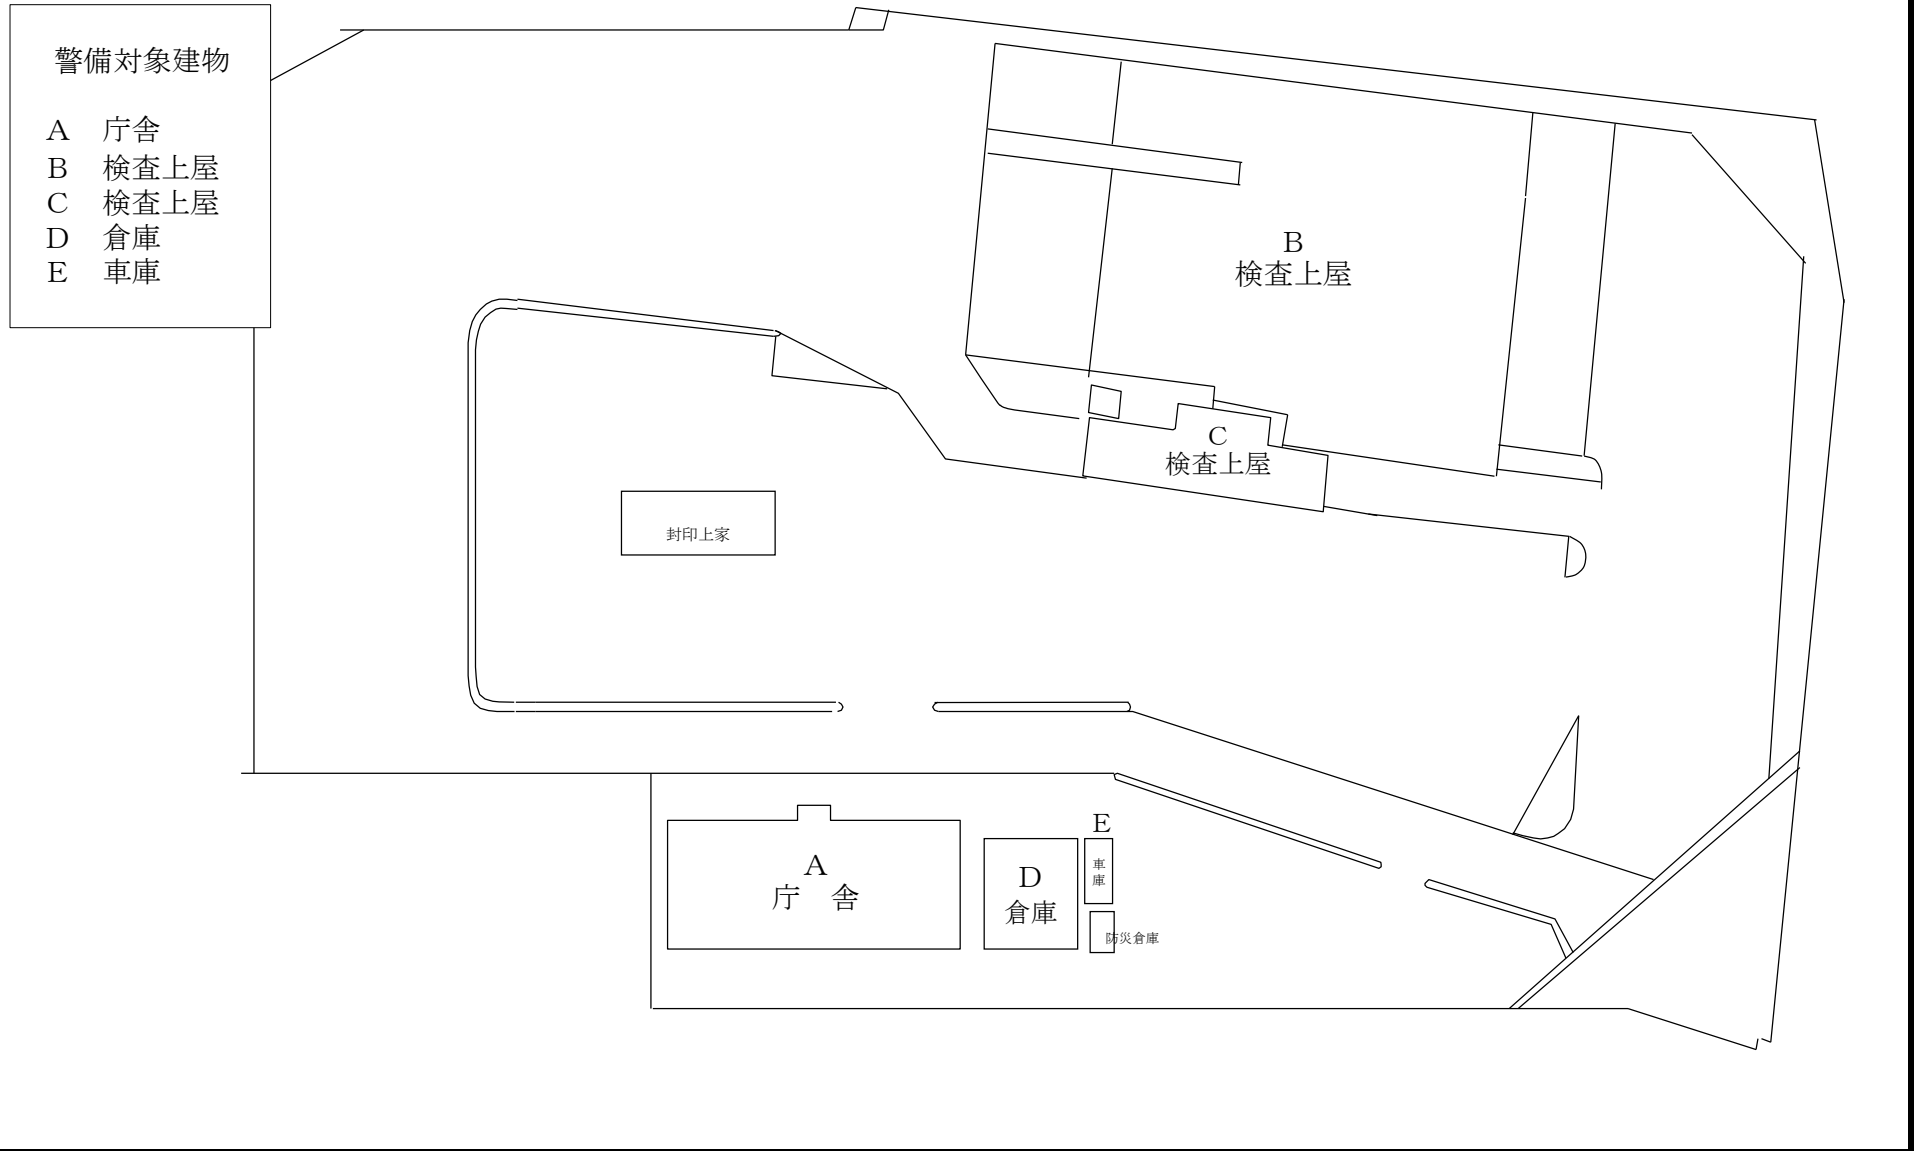 警備対象建物
A 庁舎
B 検査上屋
C 検査上屋
D 倉庫
E 車庫
B
検査上屋
C
検査上屋
封印上家
A
庁 舎
D
倉庫
E
車
庫
防災倉庫